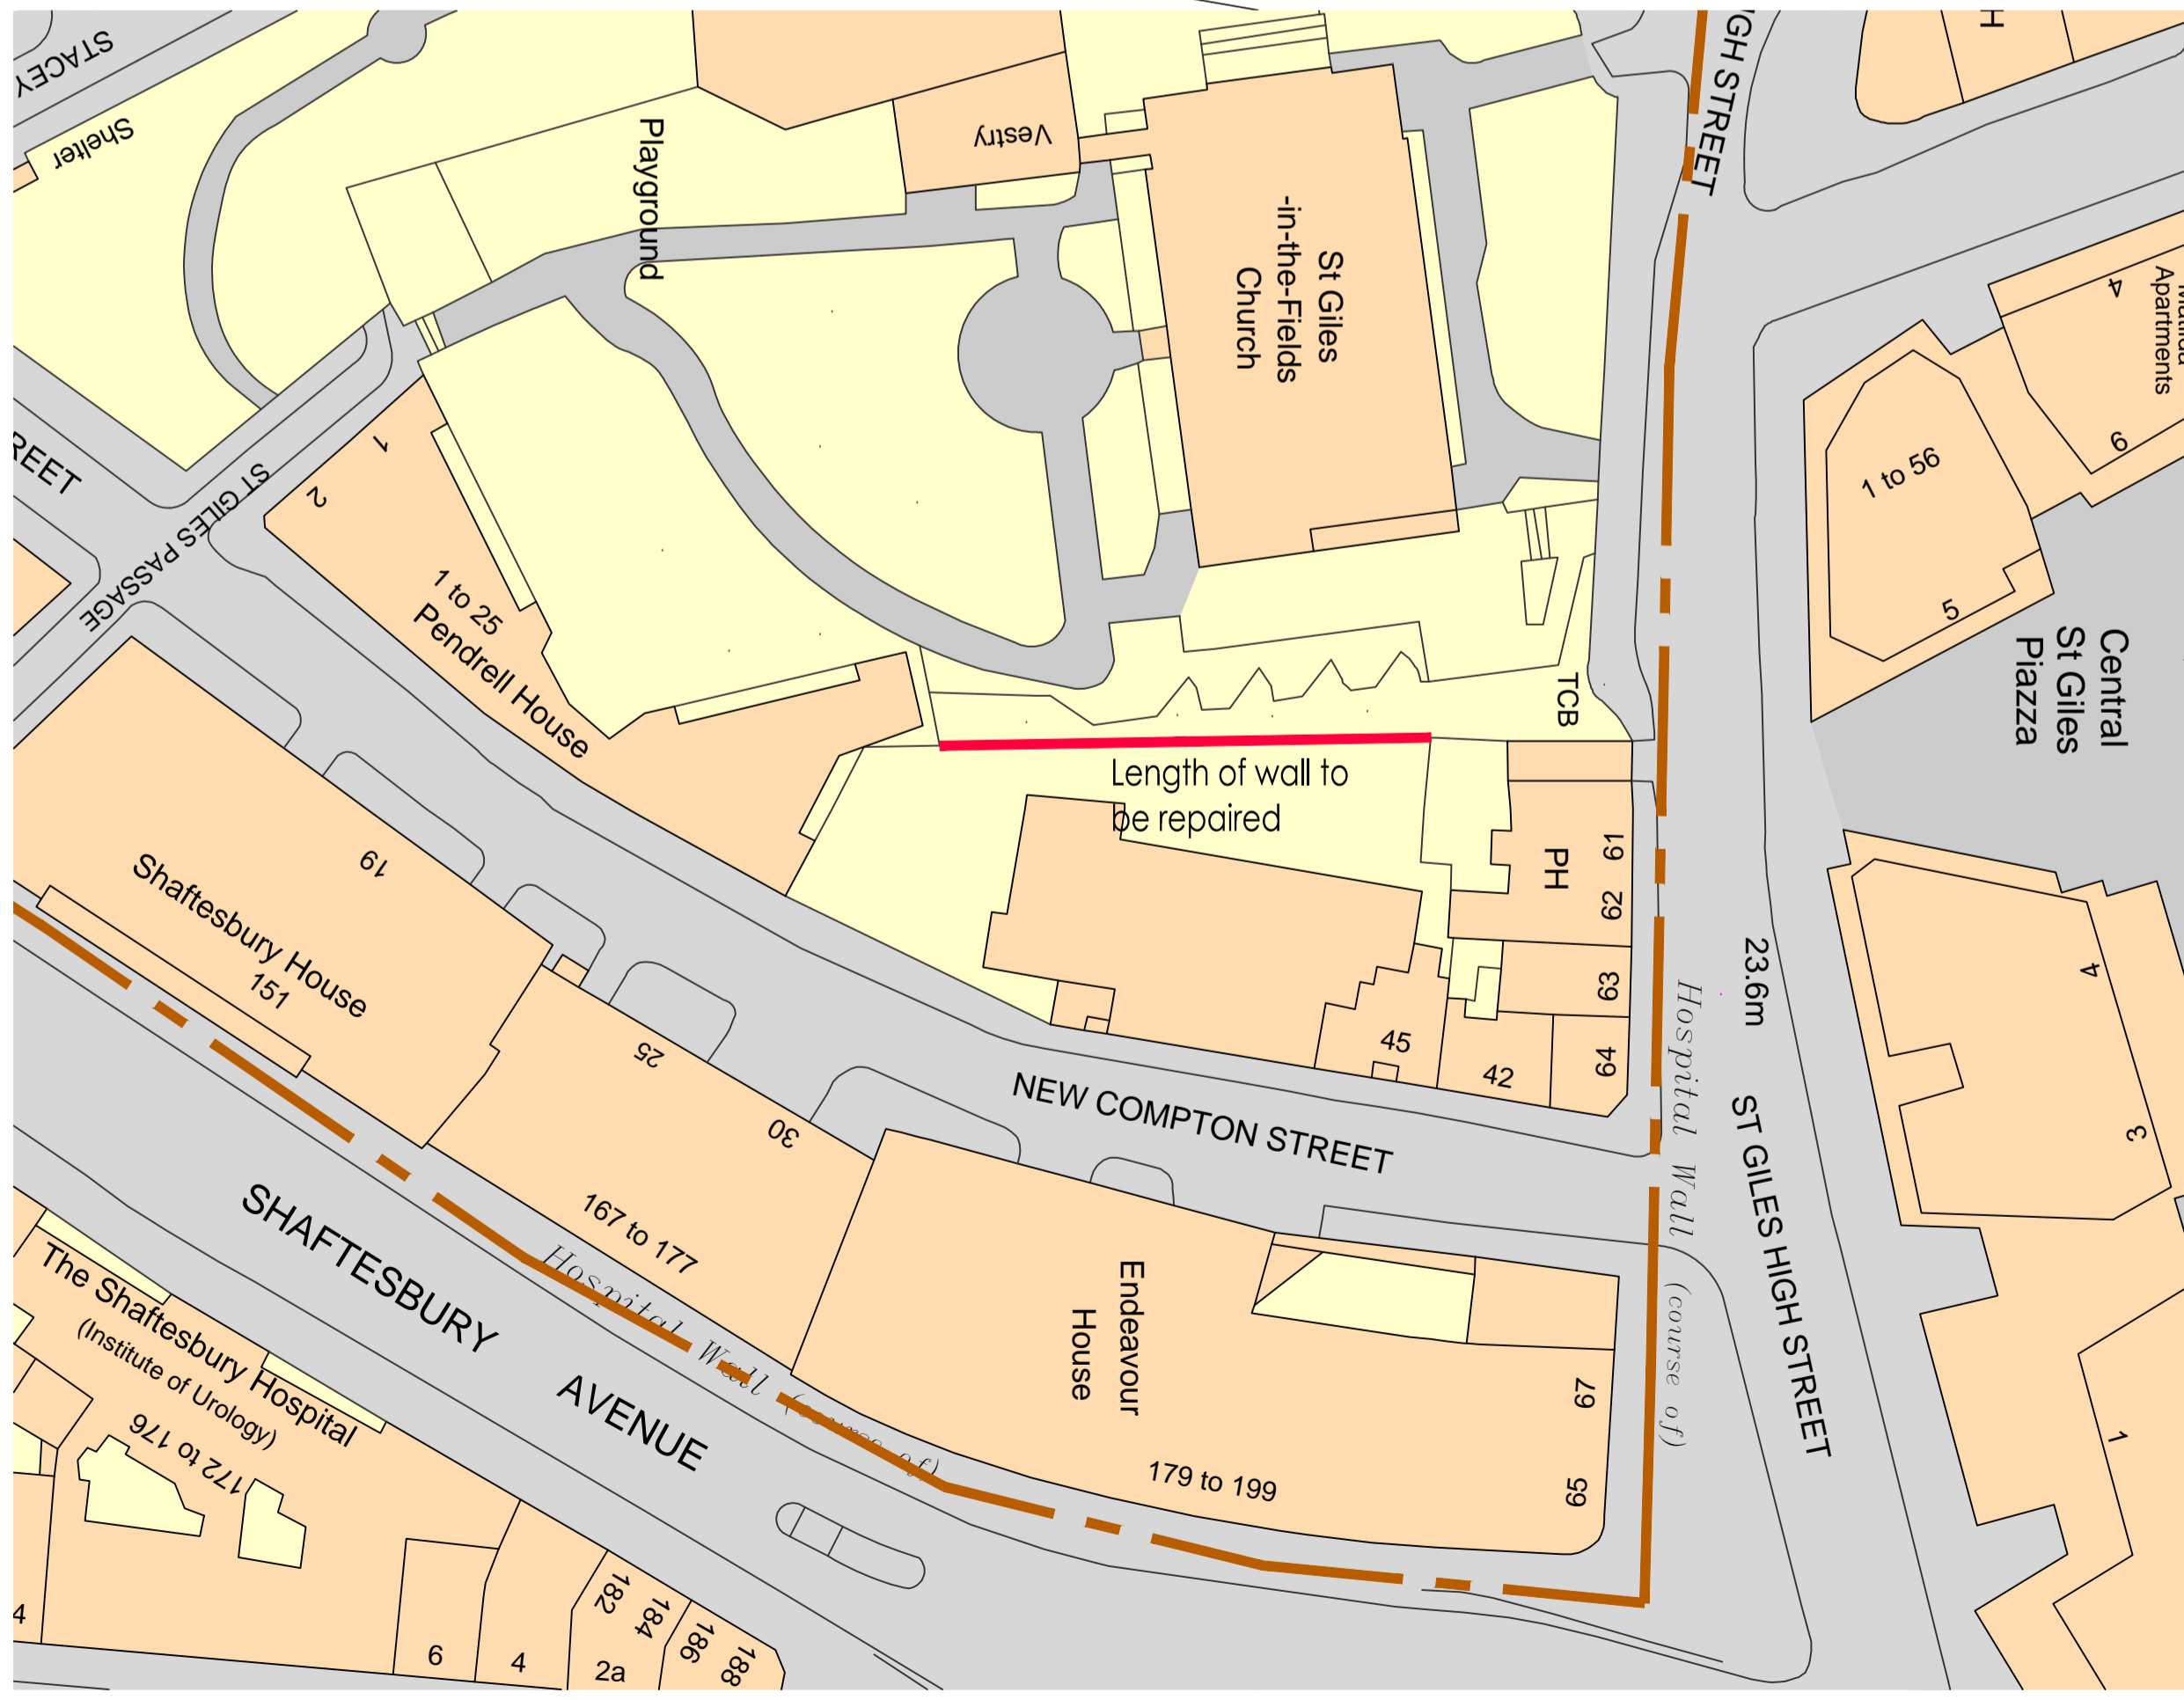 STACEY
Shelter
Playground
Vestry
St Giles
-in-the-Fields
Church
IGH STREET
H
4
Apartments
6
1 to 56
5
Central
St Giles
Piazza
REET
ST GILES PASSAGE
1
2
1 to 25
Pendrell House
TCB
Length of wall to
be repaired
PH
61
62
63
64
45
42
19
Shaftesbury House
151
25
30
167 to 177
NEW COMPTON STREET
23.6m
ST GILES HIGH STREET
Hospital Wall (course of)
4
3
1
SHAFTESBURY
AVENUE
Hospital Wall (course of)
Endeavour
House
67
65
179 to 199
The Shaftesbury Hospital
(Institute of Urology)
172 to 176
4
6
4
2a
182
184
186
188